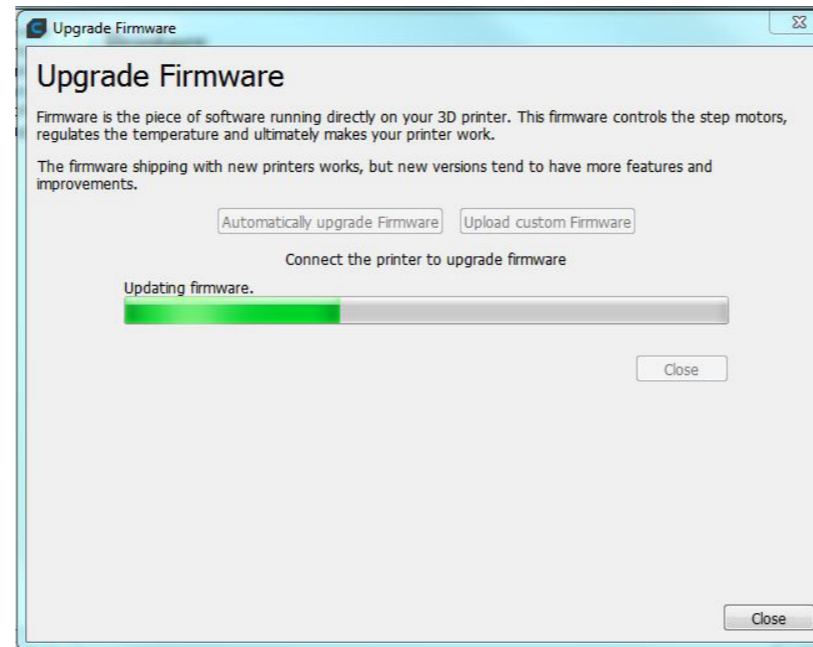 Upgrade Firmware
Upgrade Firmware
Firmware is the piece of software running directly on your 3D printer. This firmware controls the step motors,
regulates the temperature and ultimately makes your printer work.
The firmware shipping with new printers works, but new versions tend to have more features and
improvements.
Automatically upgrade Firmware Upload custom Firmware
Connect the printer to upgrade firmware
Updating firmware.
Close
Close